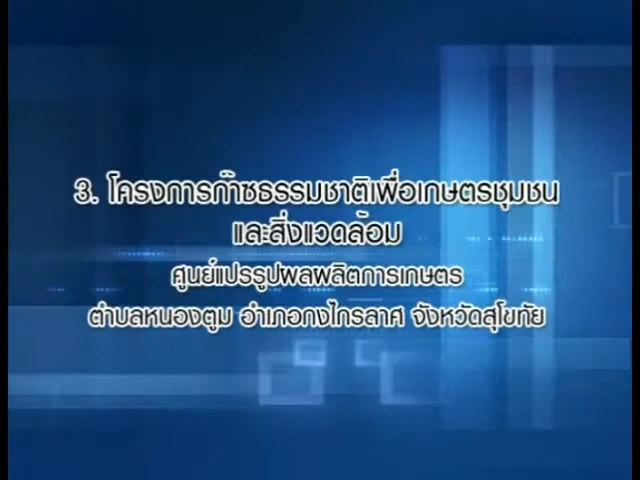 3. โครงการก๊าซธรรมชาติเพื่อเกษตรชุมชน
และสิ่งแวดล้อม
ศูนย์แปรรูปผลผลิตการเกษตร
ตำบลหนองตูม อำเภอกงไกรลาศ จังหวัดสุโขทัย